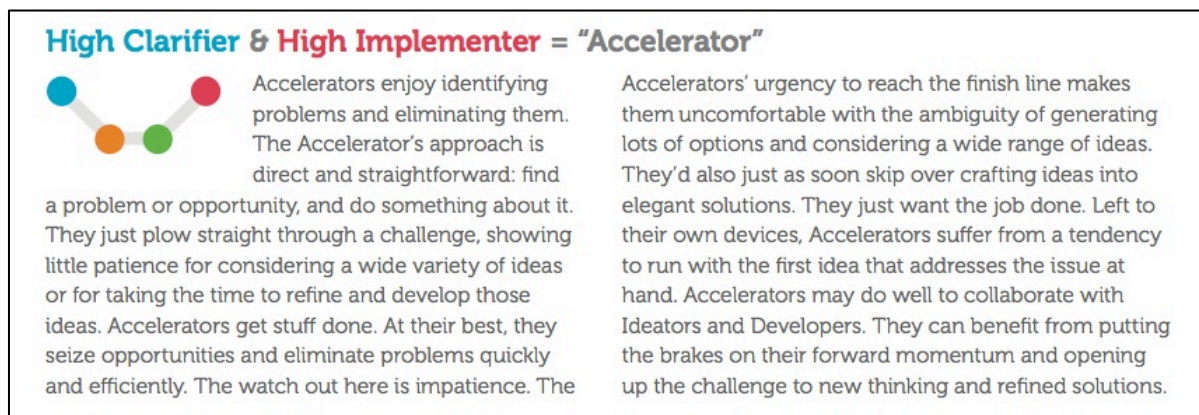 High Clarifier & High Implementer = “Accelerator”
Accelerators enjoy identifying
problems and eliminating them.
The Accelerator’s approach is
direct and straightforward: find
a problem or opportunity, and do something about it.
They just plow straight through a challenge, showing
little patience for considering a wide variety of ideas
or for taking the time to refine and develop those
ideas. Accelerators get stuff done. At their best, they
seize opportunities and eliminate problems quickly
and efficiently. The watch out here is impatience. The
Accelerators’ urgency to reach the finish line makes
them uncomfortable with the ambiguity of generating
lots of options and considering a wide range of ideas.
They’d also just as soon skip over crafting ideas into
elegant solutions. They just want the job done. Left to
their own devices, Accelerators suffer from a tendency
to run with the first idea that addresses the issue at
hand. Accelerators may do well to collaborate with
Ideators and Developers. They can benefit from putting
the brakes on their forward momentum and opening
up the challenge to new thinking and refined solutions.